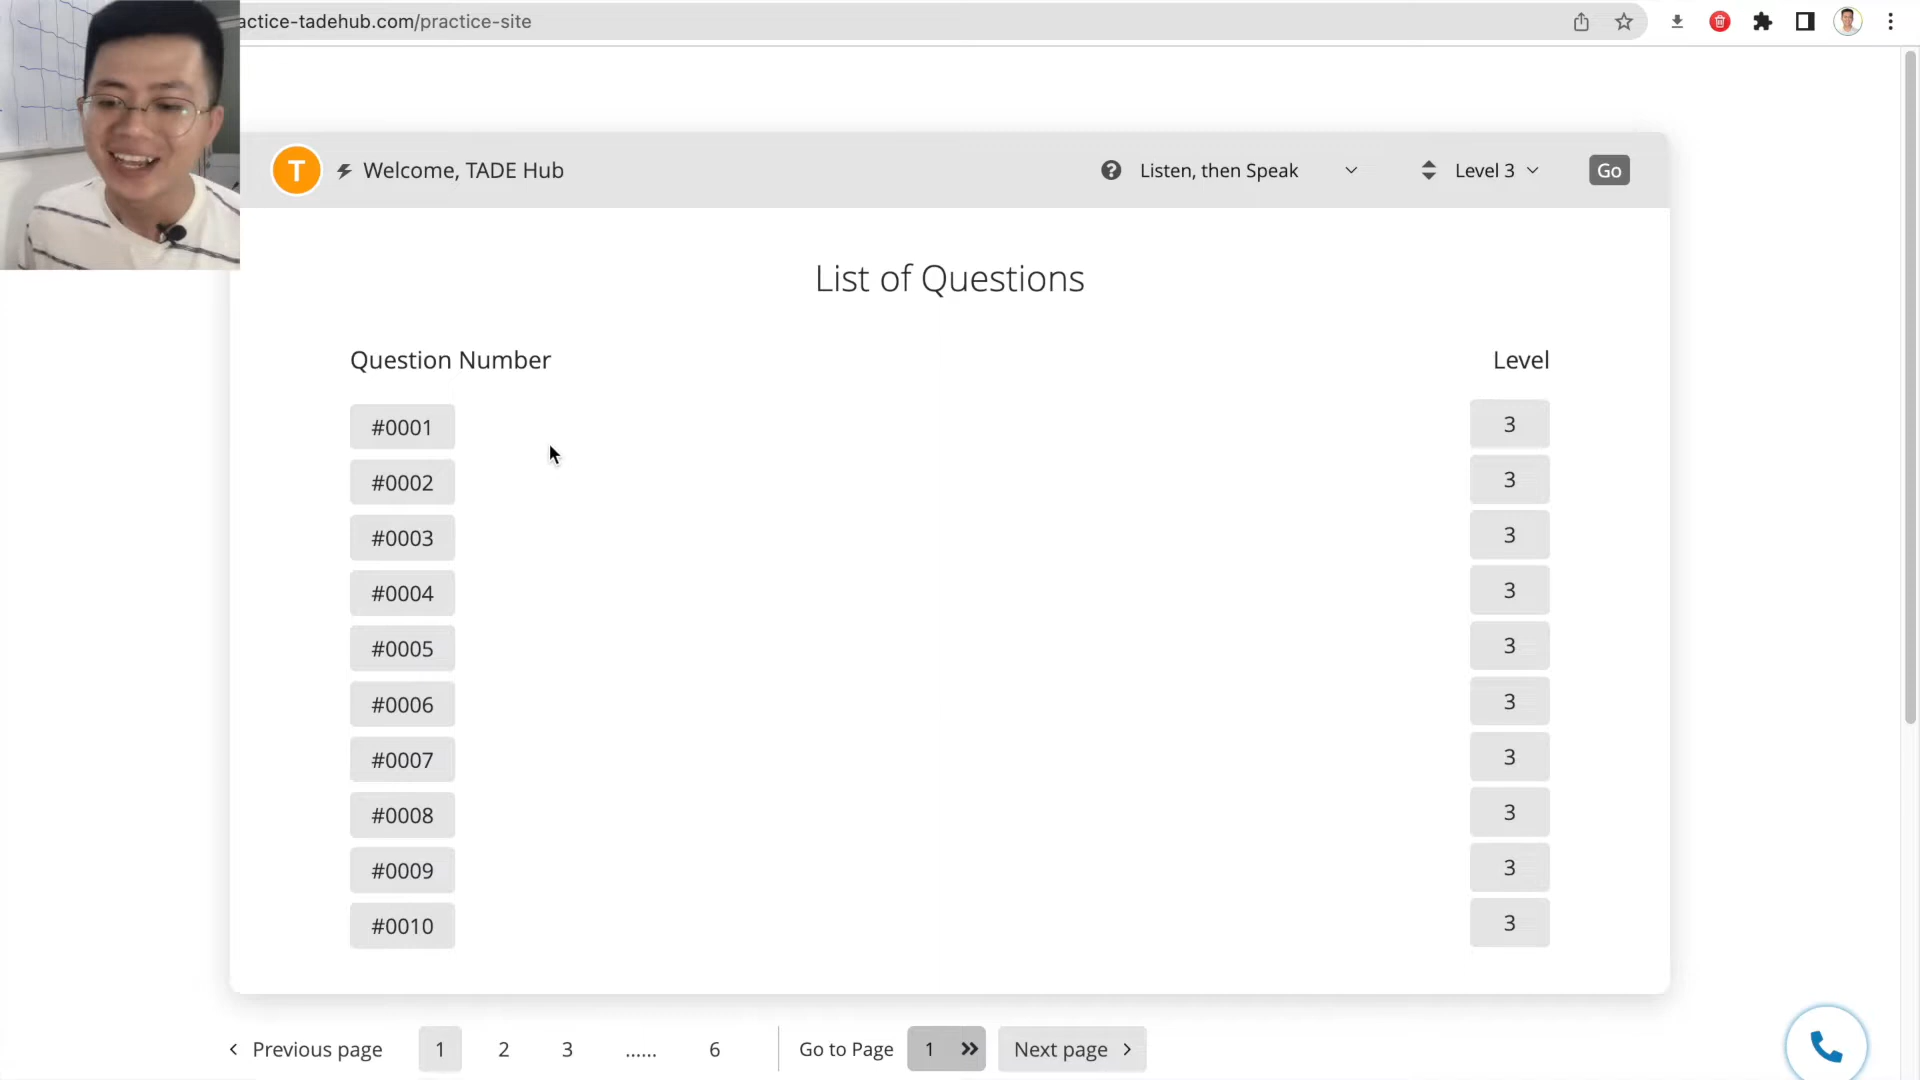 actice-tadehub.com/practice-site
T Welcome, TADE Hub
? Listen, then Speak
Level 3
Go
List of Questions
Question Number Level
#0001 3
#0002 3
#0003 3
#0004 3
#0005 3
#0006 3
#0007 3
#0008 3
#0009 3
#0010 3
Previous page 1 2 3 ...... 6 Go to Page 1 Next page